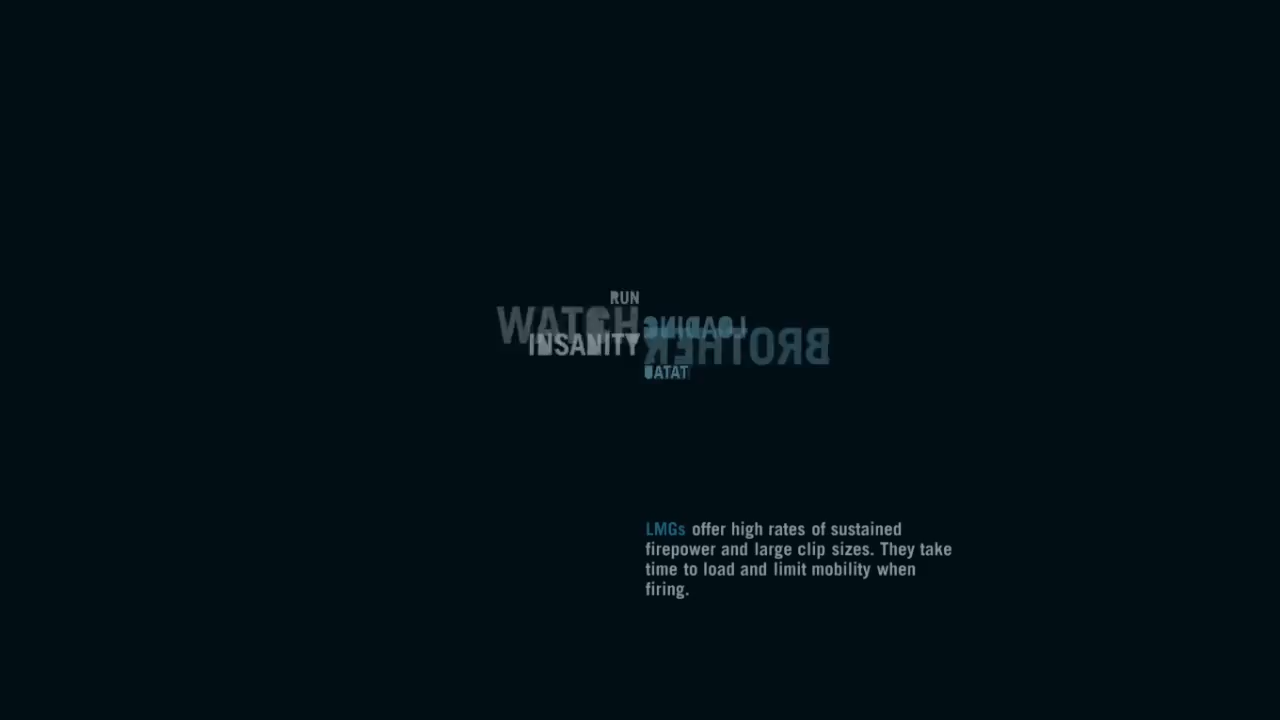 RUN
WATCH
LOADING
INSANITY
BROTHER
LMGs offer high rates of sustained
firepower and large clip sizes. They take
time to load and limit mobility when
firing.